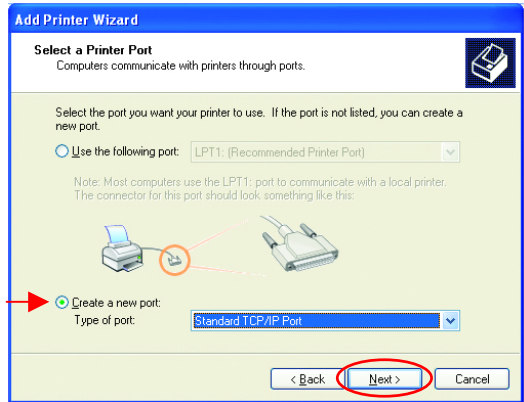 Add Printer Wizard
Select a Printer Port
Computers communicate with printers through ports.
Select the port you want your printer to use. If the port is not listed, you can create a
new port.
Use the following port: LPT1: (Recommended Printer Port)
Note: Most computers use the LPT1: port to communicate with a local printer.
The connector for this port should look something like this:
Create a new port:
Type of port: Standard TCP/IP Port
< Back Next > Cancel